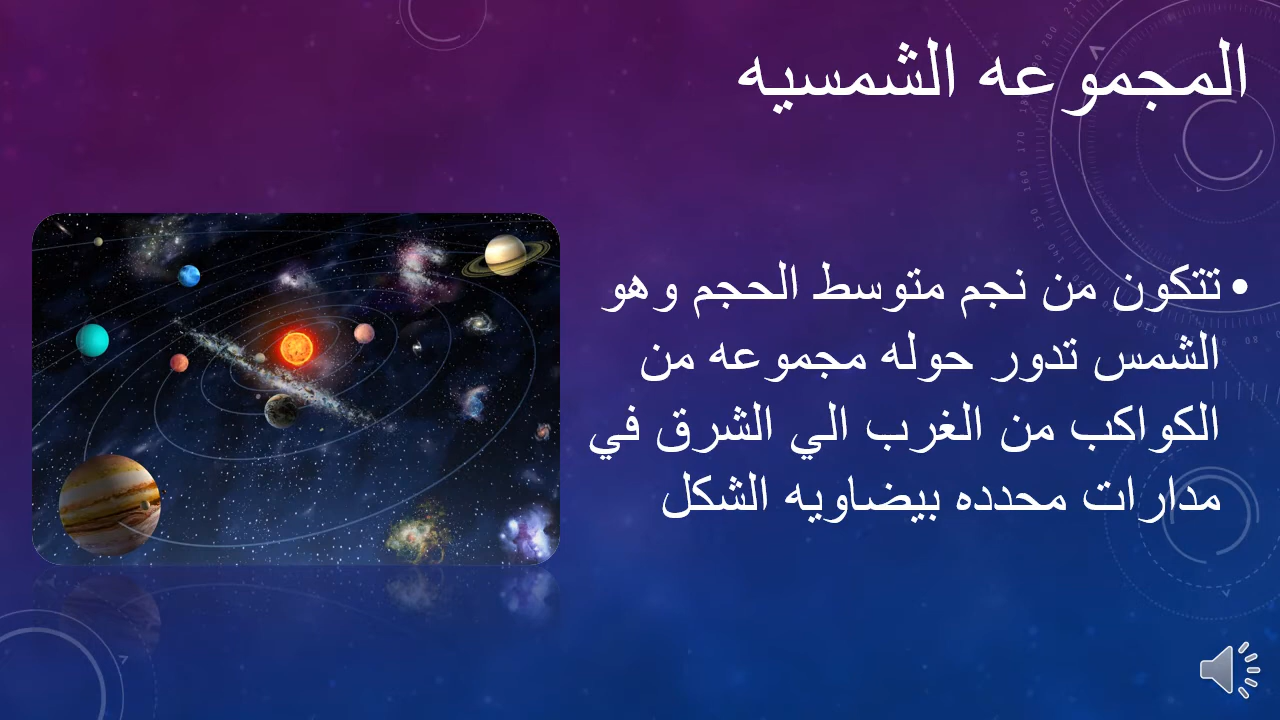 المجموعه الشمسيه
• تتكون من نجم متوسط الحجم وهو
الشمس تدور حوله مجموعه من
الكواكب من الغرب الي الشرق في
مدارات محدده بيضاويه الشكل